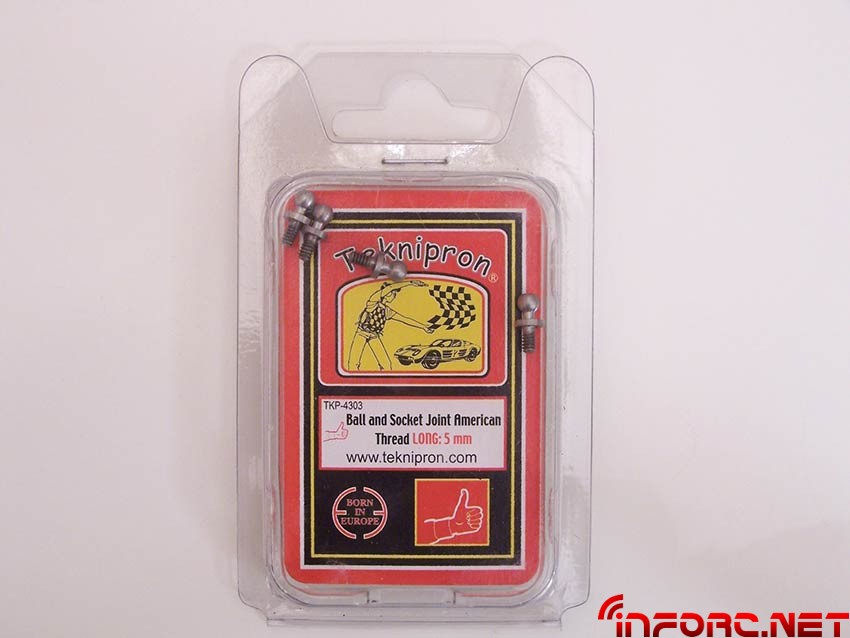 Teknipron
®
TKP-4303
Ball and Socket Joint American
Thread LONG: 5 mm
www.teknipron.com
BORN
IN
EUROPE
INFORC.NET